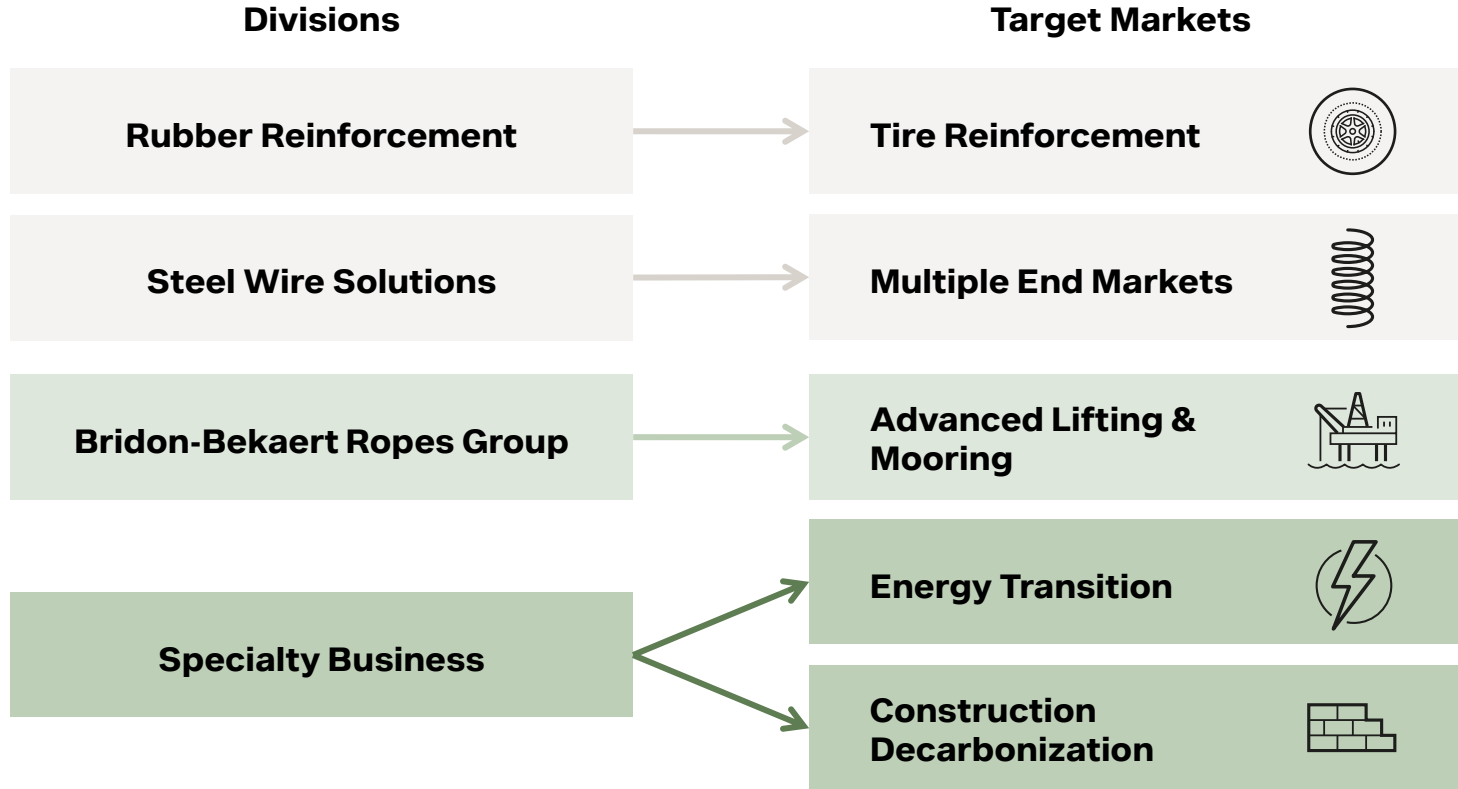 Divisions
Target Markets
Rubber Reinforcement
Tire Reinforcement
Steel Wire Solutions
Multiple End Markets
Bridon-Bekaert Ropes Group
Advanced Lifting &
Mooring
Specialty Business
Energy Transition
Construction
Decarbonization